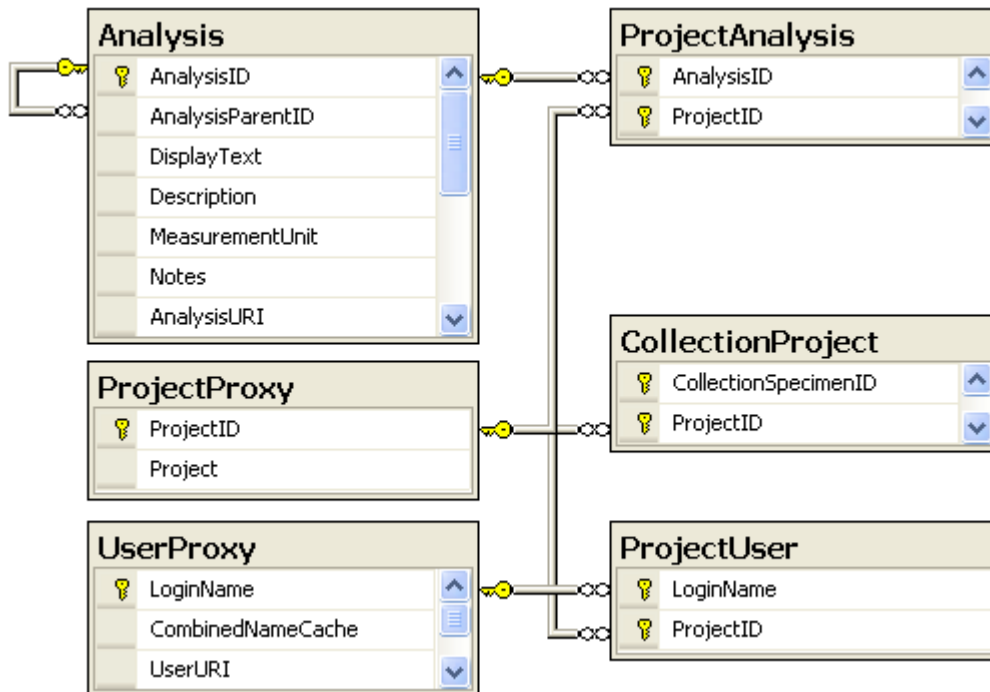 Analysis
AnalysisID
AnalysisParentID
DisplayText
Description
MeasurementUnit
Notes
AnalysisURI
ProjectProxy
ProjectID
Project
UserProxy
LoginName
CombinedNameCache
UserURI
ProjectAnalysis
AnalysisID
ProjectID
CollectionProject
CollectionSpecimenID
ProjectID
ProjectUser
LoginName
ProjectID